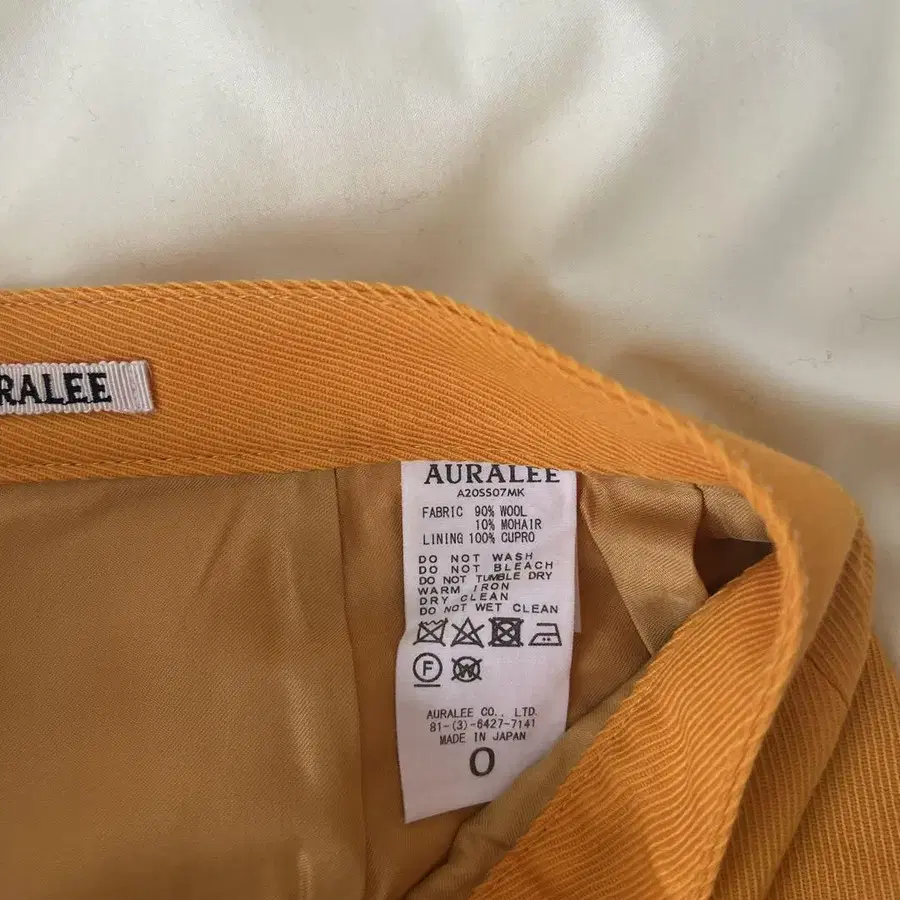 RALEE
AURALEE
A20SS07MK
FABRIC 90% WOOL
10% MOHAIR
LINING 100% CUPRO
DO NOT WASH
DO NOT BLEACH
DO NOT TUMBLE DRY
WARM IRON
DRY CLEAN
DO NOT WET CLEAN
F W
AURALEE CO., LTD.
81-(3)-6427-7141
MADE IN JAPAN
0